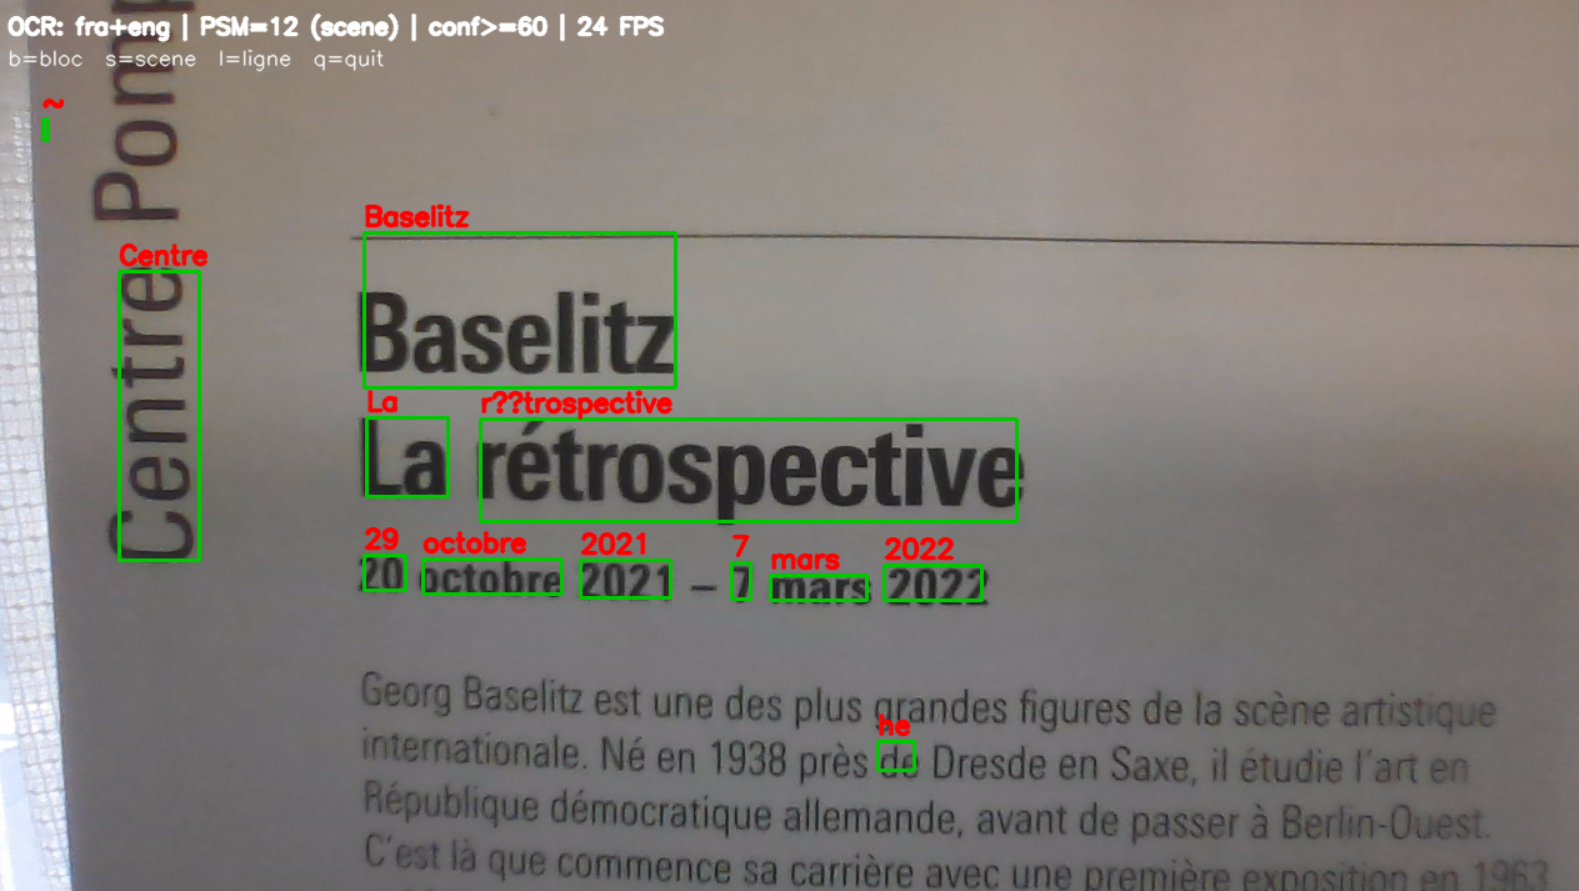 OCR: fra+eng | PSM=12 (scene) | conf>=60 | 24 FPS
b=bloc s=scene l=ligne q=quit
~
Centre Pomp
Baselitz
Baselitz
La r??trospective
La rétrospective
29 octobre 2021 7 mars 2022
20 octobre 2021 – 7 mars 2022
Georg Baselitz est une des plus grandes figures de la scène artistique
he
internationale. Né en 1938 près de Dresde en Saxe, il étudie l'art en
République démocratique allemande, avant de passer à Berlin-Ouest.
C'est là que commence sa carrière avec une première exposition en 1963
Centre